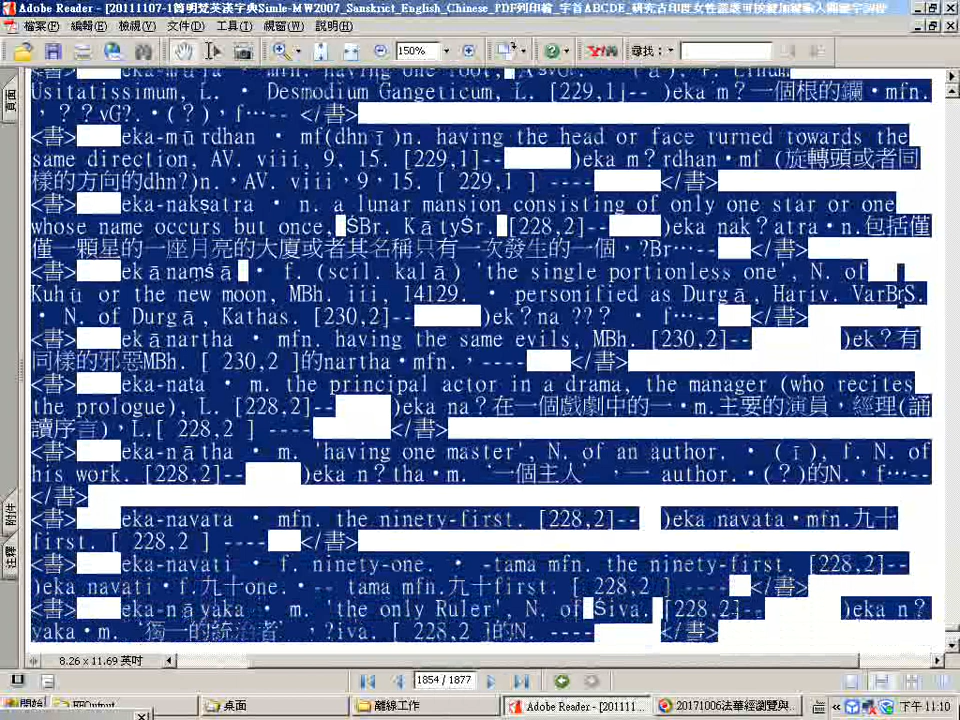 Adobe Reader - [20111107-1簡明梵英漢字典Simle-MW2007_Sanskrict_English_Chinese_PDF列印檔_字首ABCDE_研究古印度女性
檔案(F) 編輯(E) 檢視(V) 文件(D) 工具(T) 視窗(W) 說明(H)
150% 尋找：
頁面
eka-mūla • mfn. having one root,
Usitatissimum, L. • Desmodium Gangeticum, L. [229,1]-- )eka m？一個根的鑭•mfn.
，？？vG?.•(？), f…-- </書>
<書> eka-mūrdhan • mf(dhnī)n. having the head or face turned towards the
same direction, AV. viii, 9, 15. [229,1]-- )eka m？rdhan•mf (旋轉頭或者同
樣的方向的dhn?)n.，AV. viii，9，15. [ 229,1 ] ---- </書>
<書> eka-nakṣatra • n. a lunar mansion consisting of only one star or one
whose name occurs but once, ŚBr. KātyŚr. [228,2]-- )eka nak？atra•n.包括僅
僅一顆星的一座月亮的大廈或者其名稱只有一次發生的一個，?Br…-- </書>
<書> ekānaṃśā • f. (scil. kalā) 'the single portionless one', N. of
Kuhū or the new moon, MBh. iii, 14129. • personified as Durgā, Hariv. VarBrS.
• N. of Durgā, Kathas. [230,2]-- )ek？na ???•f…-- </書>
<書> ekānartha • mfn. having the same evils, MBh. [230,2]-- )ek？有
同樣的邪惡MBh. [ 230,2 ]的nartha•mfn.， ---- </書>
<書> eka-naṭa • m. the principal actor in a drama, the manager (who recites
the prologue), L. [228,2]-- )eka na？在一個戲劇中的一•m.主要的演員，經理(誦
讀序言)，L.[ 228,2 ] ---- </書>
<書> eka-nātha • m. 'having one master', N. of an author. • (ī), f. N. of
his work. [228,2]-- )eka n？tha•m.‘一個主人’，一 author.•(？)的N.，f…--
</書>
<書> eka-navata • mfn. the ninety-first. [228,2]-- )eka navata•mfn.九十
first. [ 228,2 ] ---- </書>
<書> eka-navati • f. ninety-one. • -tama mfn. the ninety-first. [228,2]--
)eka navati•f.九十one. •-- tama mfn.九十first. [ 228,2 ] ---- </書>
<書> eka-nāyaka • m. 'the only Ruler', N. of Śiva. [228,2]-- )eka n？
yaka•m.‘獨一的統治者’，?iva. [ 228,2 ]的N. ---- </書>
附件
注釋
8.26 x 11.69 英吋
1854 / 1877
開始 FFOutput 桌面 離線工作 Adobe Reader - [201111... 20171006法華經瀏覽與... 下午 11:10